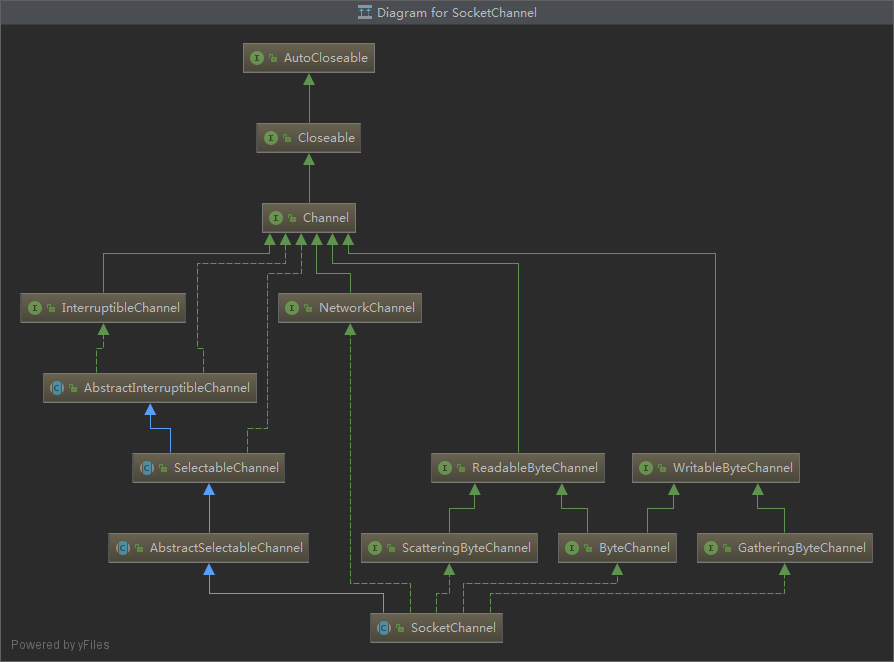 Diagram for SocketChannel
I AutoCloseable
I Closeable
I Channel
I InterruptibleChannel
I NetworkChannel
C AbstractInterruptibleChannel
C SelectableChannel
I ReadableByteChannel
I WritableByteChannel
C AbstractSelectableChannel
I ScatteringByteChannel
I ByteChannel
I GatheringByteChannel
C SocketChannel
Powered by yFiles